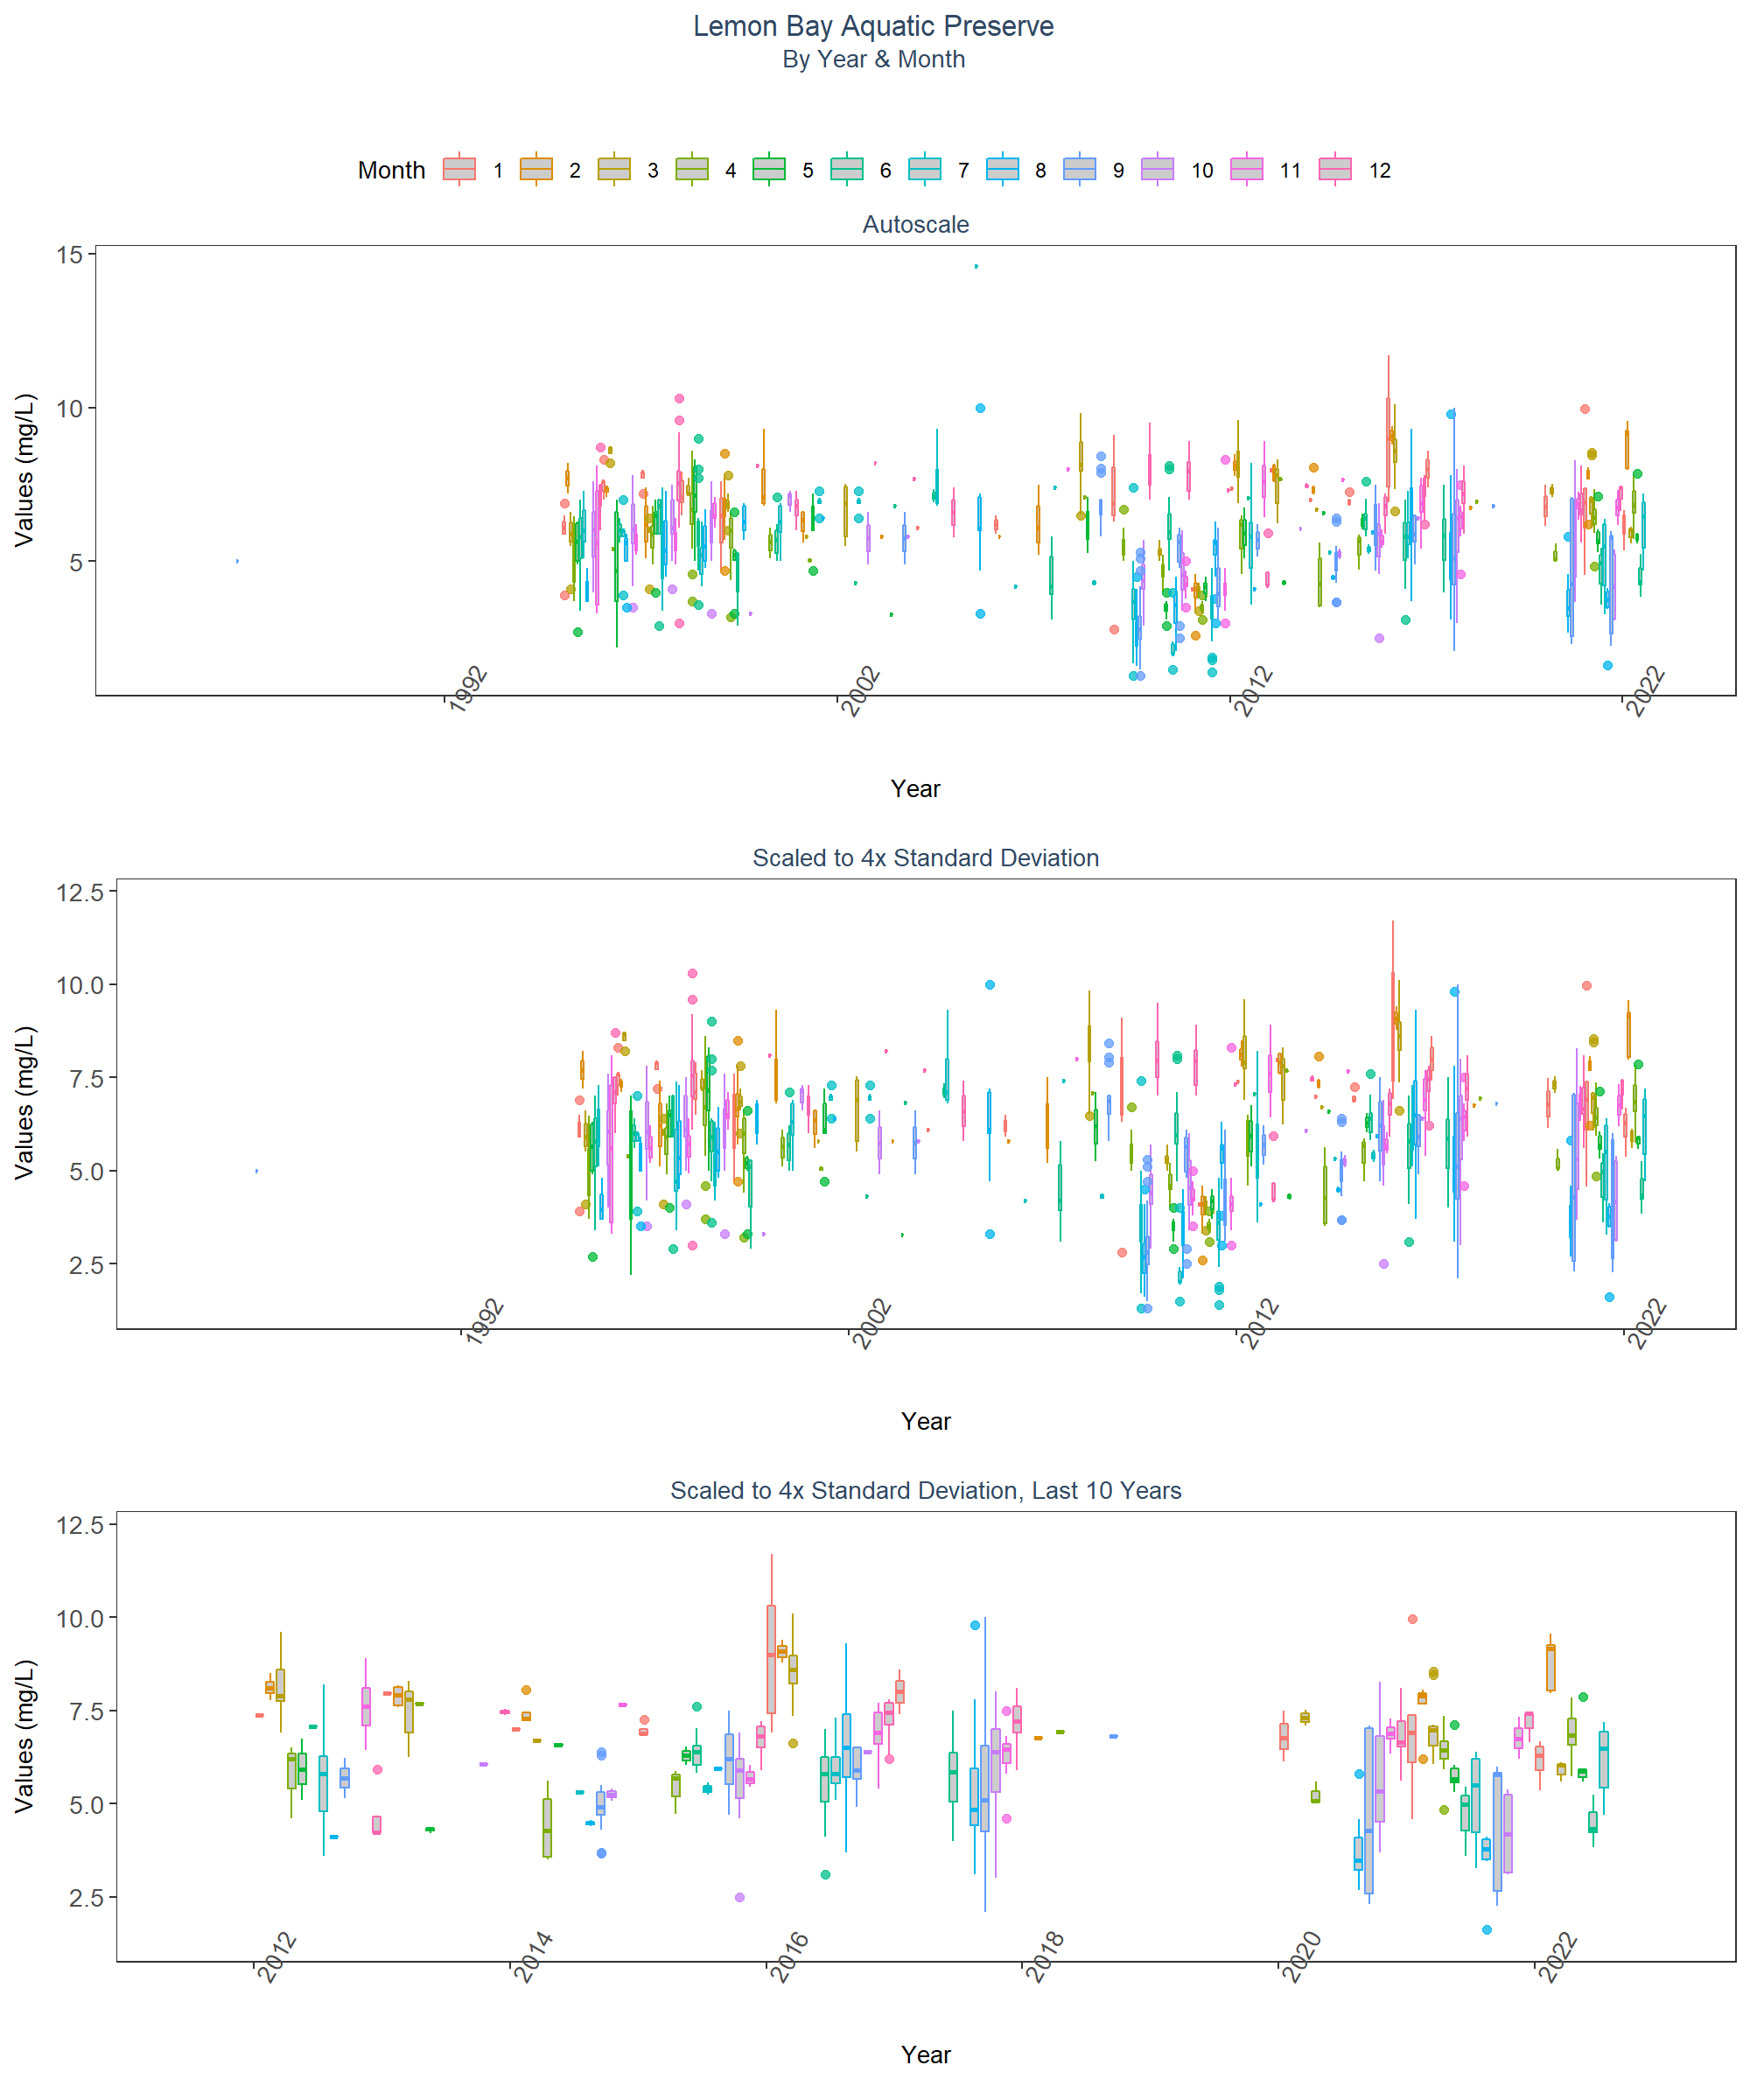 Lemon Bay Aquatic Preserve
By Year & Month
Month 1 2 3 4 5 6 7 8 9 10 11 12
Autoscale
Values (mg/L)
15
10
5
1992 2002 2012 2022
Year
Scaled to 4x Standard Deviation
Values (mg/L)
12.5
10.0
7.5
5.0
2.5
1992 2002 2012 2022
Year
Scaled to 4x Standard Deviation, Last 10 Years
Values (mg/L)
12.5
10.0
7.5
5.0
2.5
2012 2014 2016 2018 2020 2022
Year